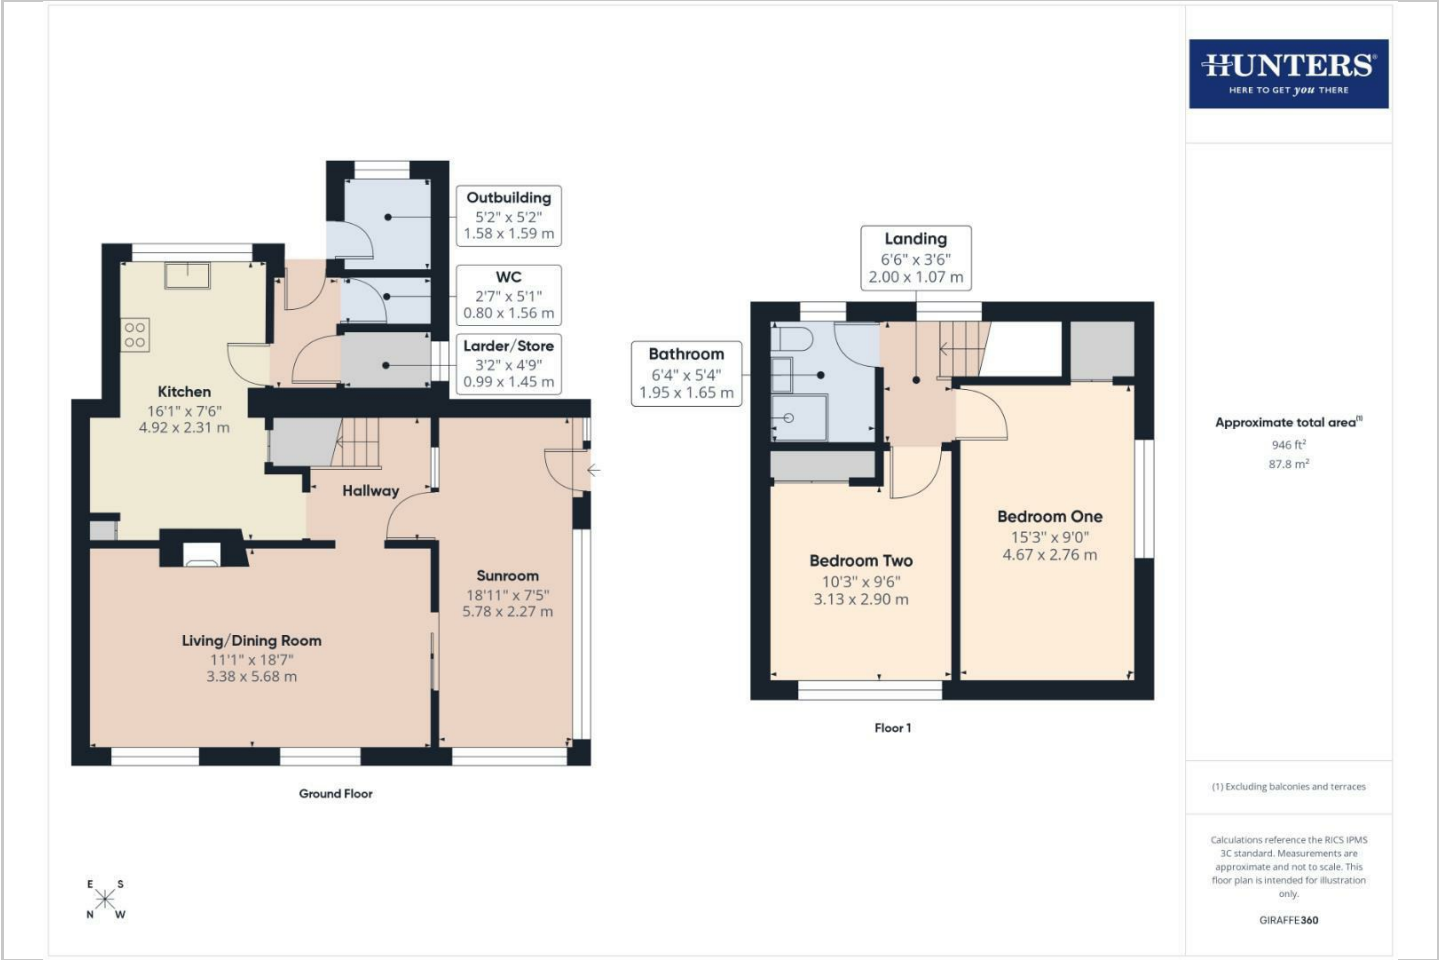 HUNTERS®
HERE TO GET you THERE
Outbuilding
5'2" x 5'2"
1.58 x 1.59 m
WC
2'7" x 5'1"
0.80 x 1.56 m
Larder/Store
3'2" x 4'9"
0.99 x 1.45 m
Kitchen
16'1" x 7'6"
4.92 x 2.31 m
Hallway
Sunroom
18'11" x 7'5"
5.78 x 2.27 m
Living/Dining Room
11'1" x 18'7"
3.38 x 5.68 m
Ground Floor
Landing
6'6" x 3'6"
2.00 x 1.07 m
Bathroom
6'4" x 5'4"
1.95 x 1.65 m
Bedroom One
15'3" x 9'0"
4.67 x 2.76 m
Bedroom Two
10'3" x 9'6"
3.13 x 2.90 m
Floor 1
E S
N W
Approximate total area(1)
946 ft²
87.8 m²
(1) Excluding balconies and terraces
Calculations reference the RICS IPMS
3C standard. Measurements are
approximate and not to scale. This
floor plan is intended for illustration
only.
GIRAFFE360